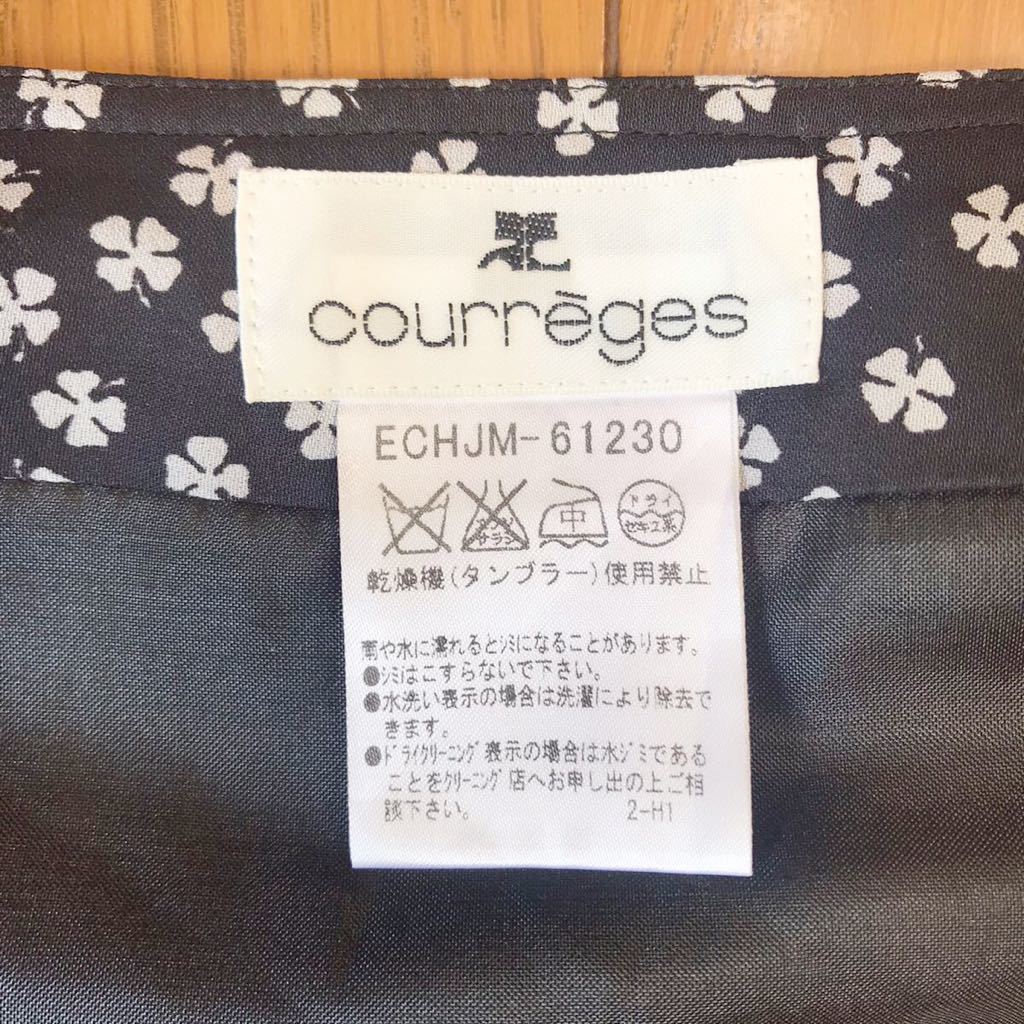 courrèges
ECHJM-61230
エンソ
サラシ
中
ドライ
セキユ系
乾燥機(タンブラー)使用禁止
雨や水に濡れるとシミになることがあります。
●シミはこすらないで下さい。
●水洗い表示の場合は洗濯により除去で
きます。
●ドライクリーニング表示の場合は水ジミである
ことをクリーニング店へお申し出の上ご相
談下さい。 2-H1